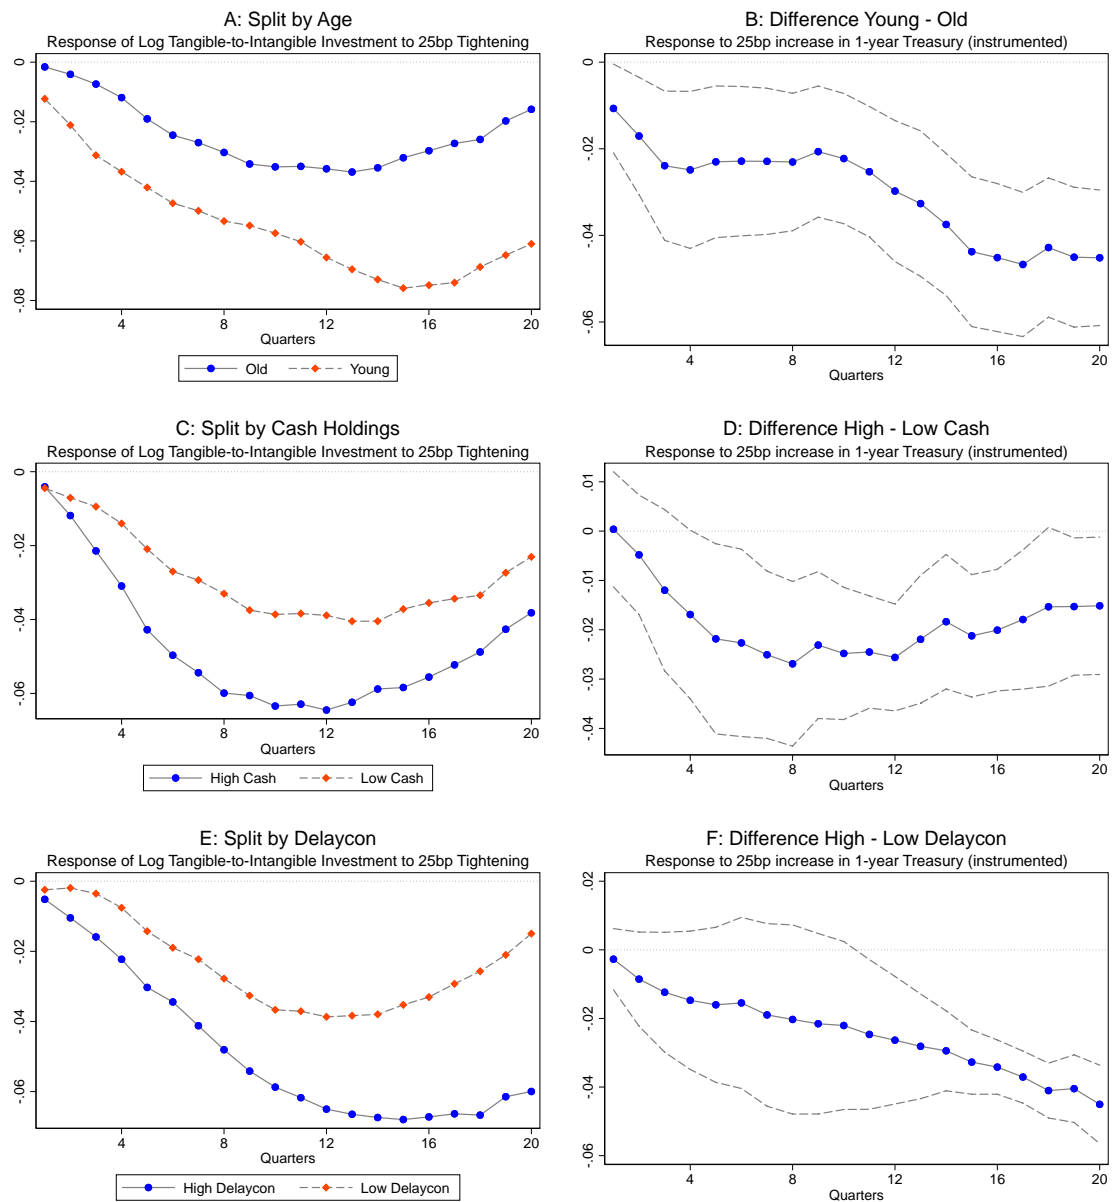 A: Split by Age
Response of Log Tangible-to-Intangible Investment to 25bp Tightening
0
-.02
-.04
-.06
-.08
4 8 12 16 20
Quarters
Old Young
B: Difference Young - Old
Response to 25bp increase in 1-year Treasury (instrumented)
0
-.02
-.04
-.06
4 8 12 16 20
Quarters
C: Split by Cash Holdings
Response of Log Tangible-to-Intangible Investment to 25bp Tightening
0
-.02
-.04
-.06
4 8 12 16 20
Quarters
High Cash Low Cash
D: Difference High - Low Cash
Response to 25bp increase in 1-year Treasury (instrumented)
.01
0
-.01
-.02
-.03
-.04
4 8 12 16 20
Quarters
E: Split by Delaycon
Response of Log Tangible-to-Intangible Investment to 25bp Tightening
0
-.02
-.04
-.06
4 8 12 16 20
Quarters
High Delaycon Low Delaycon
F: Difference High - Low Delaycon
Response to 25bp increase in 1-year Treasury (instrumented)
.02
0
-.02
-.04
-.06
4 8 12 16 20
Quarters